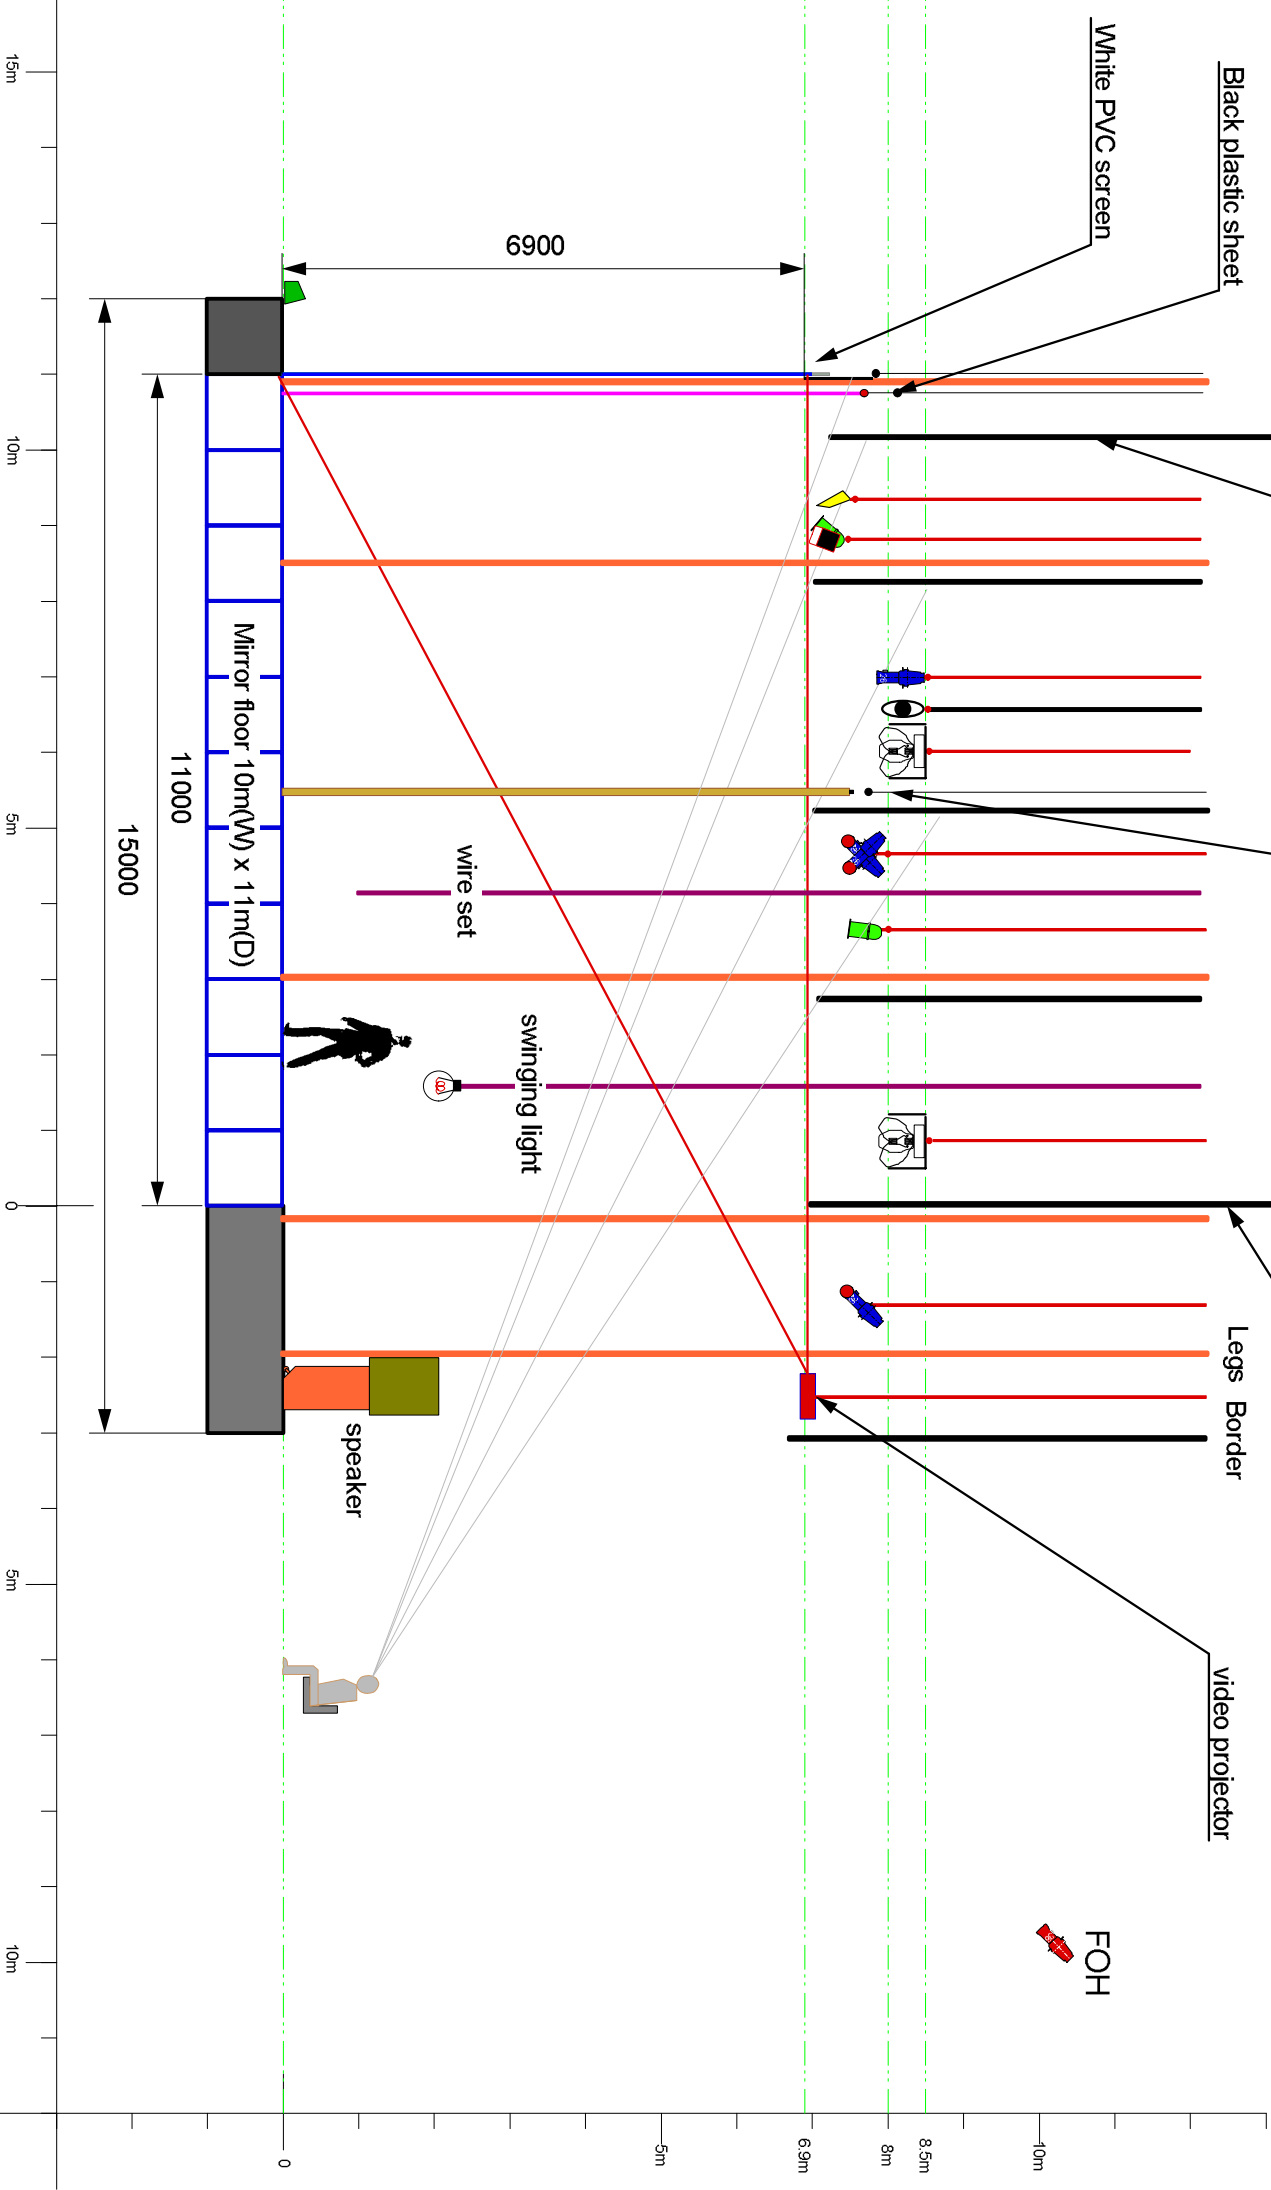 White PVC screen
Black plastic sheet
6900
Mirror floor 10m(W) x 11m(D)
11000
15000
wire set
swinging light
Legs
Border
speaker
video projector
FOH
15m
10m
5m
0
5m
10m
0
5m
6.9m
8m
8.5m
10m